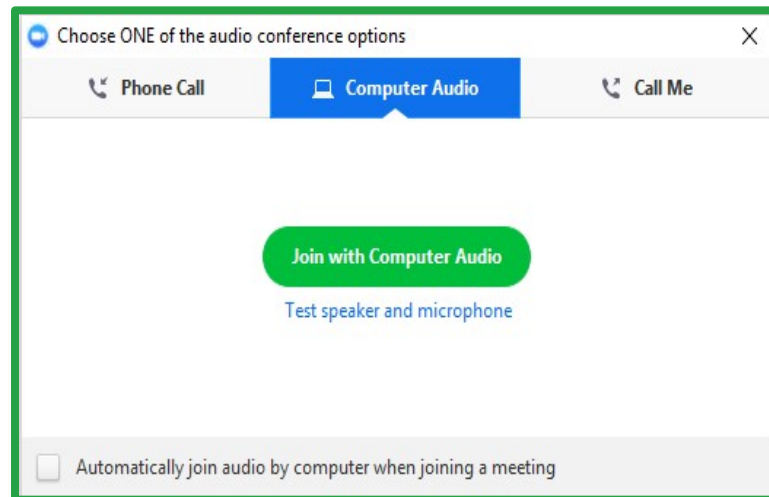 Choose ONE of the audio conference options
Phone Call
Computer Audio
Call Me
Join with Computer Audio
Test speaker and microphone
Automatically join audio by computer when joining a meeting